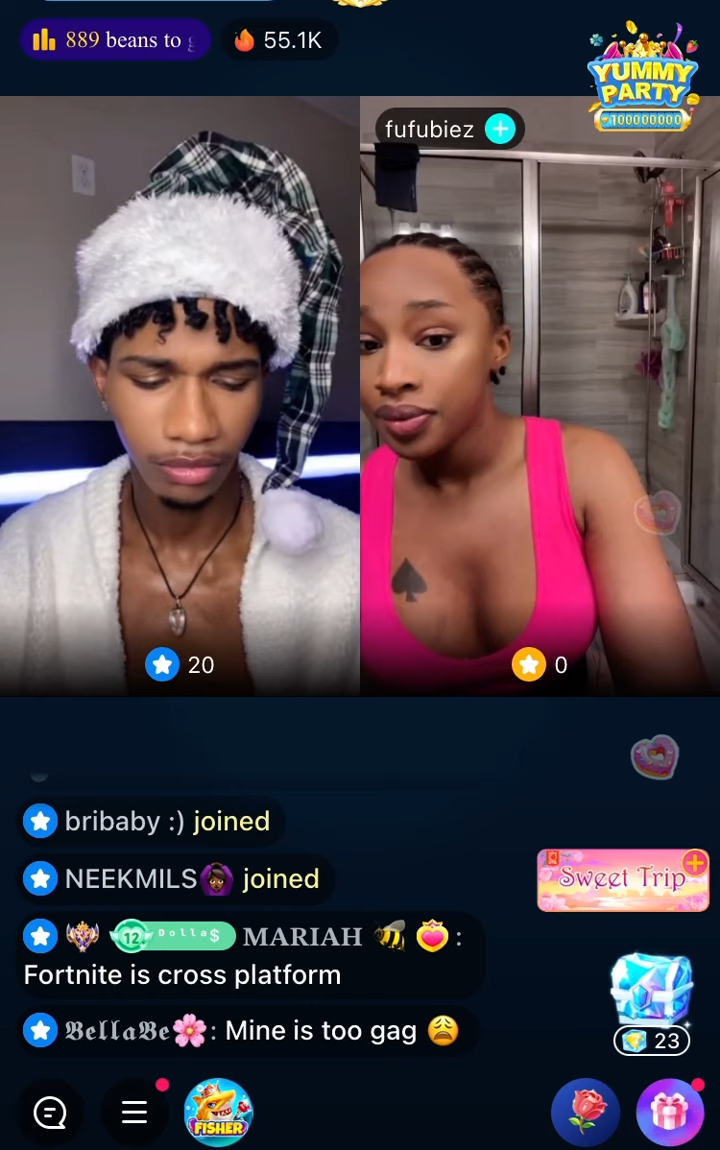 889 beans to g
55.1K
YUMMY
PARTY
100000000
fufubiez
20
0
bribaby :) joined
NEEKMILS joined
12 Dolla$ MARIAH :
Fortnite is cross platform
Sweet Trip
BellaBe: Mine is too gag
23
FISHER